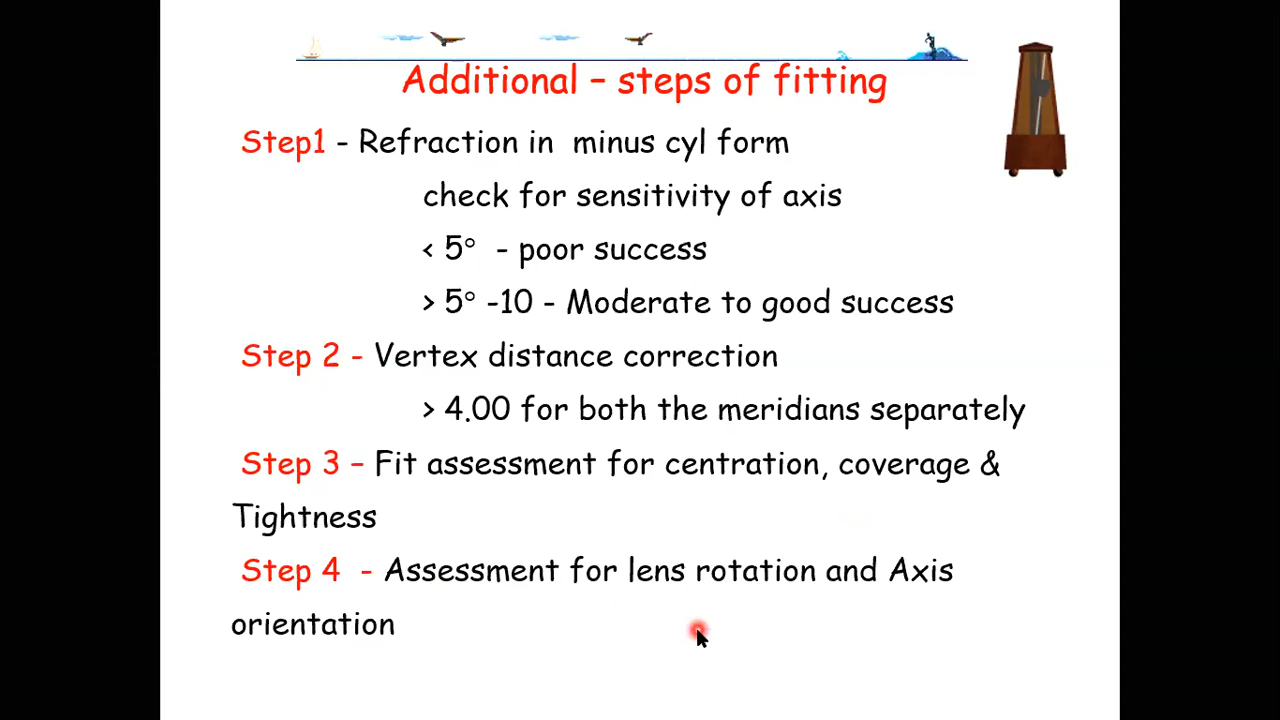 Additional – steps of fitting
Step1 - Refraction in minus cyl form
check for sensitivity of axis
< 5° - poor success
> 5° -10 - Moderate to good success
Step 2 - Vertex distance correction
> 4.00 for both the meridians separately
Step 3 – Fit assessment for centration, coverage &
Tightness
Step 4 - Assessment for lens rotation and Axis
orientation